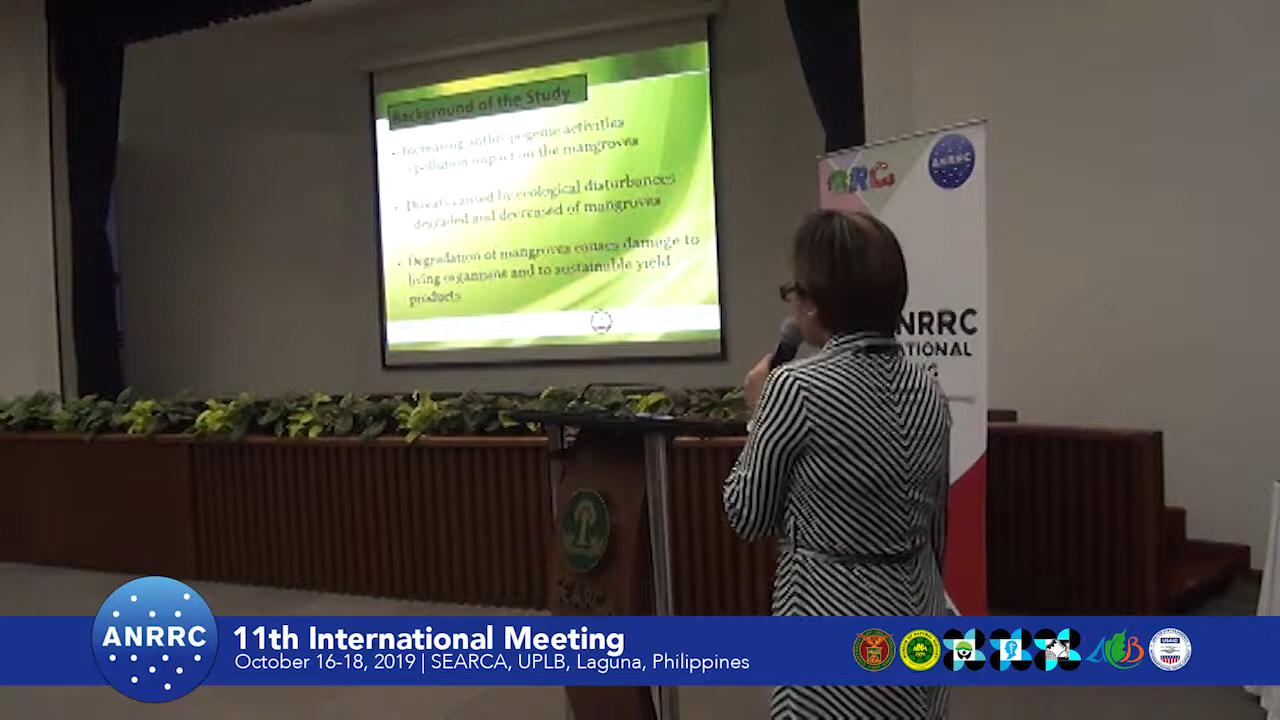 Background of the Study
Increasing anthropogenic activities
pollution impact on the mangroves
Threats caused by ecological disturbances
degraded and decreased of mangroves
Degradation of mangroves causes damage to
living organisms and to sustainable yield
products
ANRRC
NRRC
ATIONAL
ANRRC
11th International Meeting
October 16-18, 2019 | SEARCA, UPLB, Laguna, Philippines
USAID